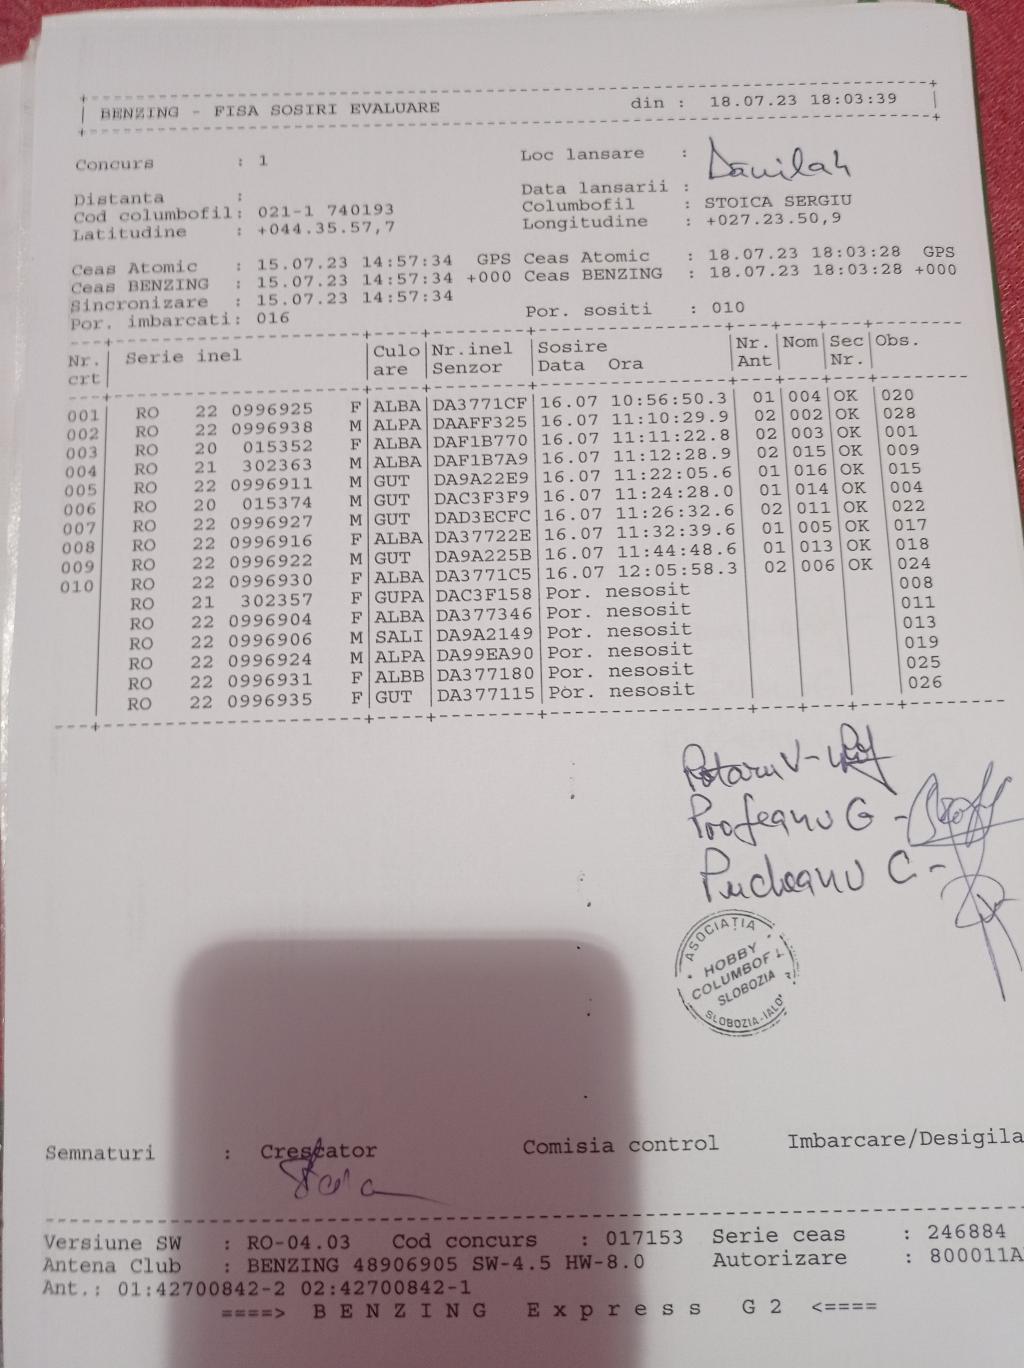 BENZING - FISA SOSIRI EVALUARE din : 18.07.23 18:03:39
Concurs : 1 Loc lansare :
Distanta : Data lansarii :
Cod columbofil: 021-1 740193 Columbofil : STOICA SERGIU
Latitudine : +044.35.57,7 Longitudine : +027.23.50,9
Ceas Atomic : 15.07.23 14:57:34 GPS Ceas Atomic : 18.07.23 18:03:28 GPS
Ceas BENZING : 15.07.23 14:57:34 +000 Ceas BENZING : 18.07.23 18:03:28 +000
Sincronizare : 15.07.23 14:57:34
Por. imbarcati: 016 Por. sositi : 010
Nr. Serie inel Culo Nr.inel Sosire Nr. Nom Sec Obs.
crt are Senzor Data Ora Ant Nr.
001 RO 22 0996925 F ALBA DA3771CF 16.07 10:56:50.3 01 004 OK 020
002 RO 22 0996938 M ALPA DAAFF325 16.07 11:10:29.9 02 002 OK 028
003 RO 20 015352 F ALBA DAF1B770 16.07 11:11:22.8 02 003 OK 001
004 RO 21 302363 M ALBA DAF1B7A9 16.07 11:12:28.9 02 015 OK 009
005 RO 22 0996911 M GUT DA9A22E9 16.07 11:22:05.6 01 016 OK 015
006 RO 20 015374 M GUT DAC3F3F9 16.07 11:24:28.0 01 014 OK 004
007 RO 22 0996927 M GUT DAD3ECFC 16.07 11:26:32.6 02 011 OK 022
008 RO 22 0996916 F ALBA DA37722E 16.07 11:32:39.6 01 005 OK 017
009 RO 22 0996922 M GUT DA9A225B 16.07 11:44:48.6 01 013 OK 018
010 RO 22 0996930 F ALBA DA3771C5 16.07 12:05:58.3 02 006 OK 024
RO 21 302357 F GUPA DAC3F158 Por. nesosit 008
RO 22 0996904 F ALBA DA377346 Por. nesosit 011
RO 22 0996906 M SALI DA9A2149 Por. nesosit 013
RO 22 0996924 M ALPA DA99EA90 Por. nesosit 019
RO 22 0996931 F ALBB DA377180 Por. nesosit 025
RO 22 0996935 F GUT DA377115 Por. nesosit 026
Rotaru V-
Profeanu G -
Pucheanu C -
ASOCIAȚIA
HOBBY
COLUMBOF
SLOBOZIA
SLOBOZIA-IALO
Semnaturi : Crescator Comisia control Imbarcare/Desigila
Versiune SW : RO-04.03 Cod concurs : 017153 Serie ceas : 246884
Antena Club : BENZING 48906905 SW-4.5 HW-8.0 Autorizare : 800011A
Ant.: 01:42700842-2 02:42700842-1
====> B E N Z I N G E x p r e s s G 2 <====